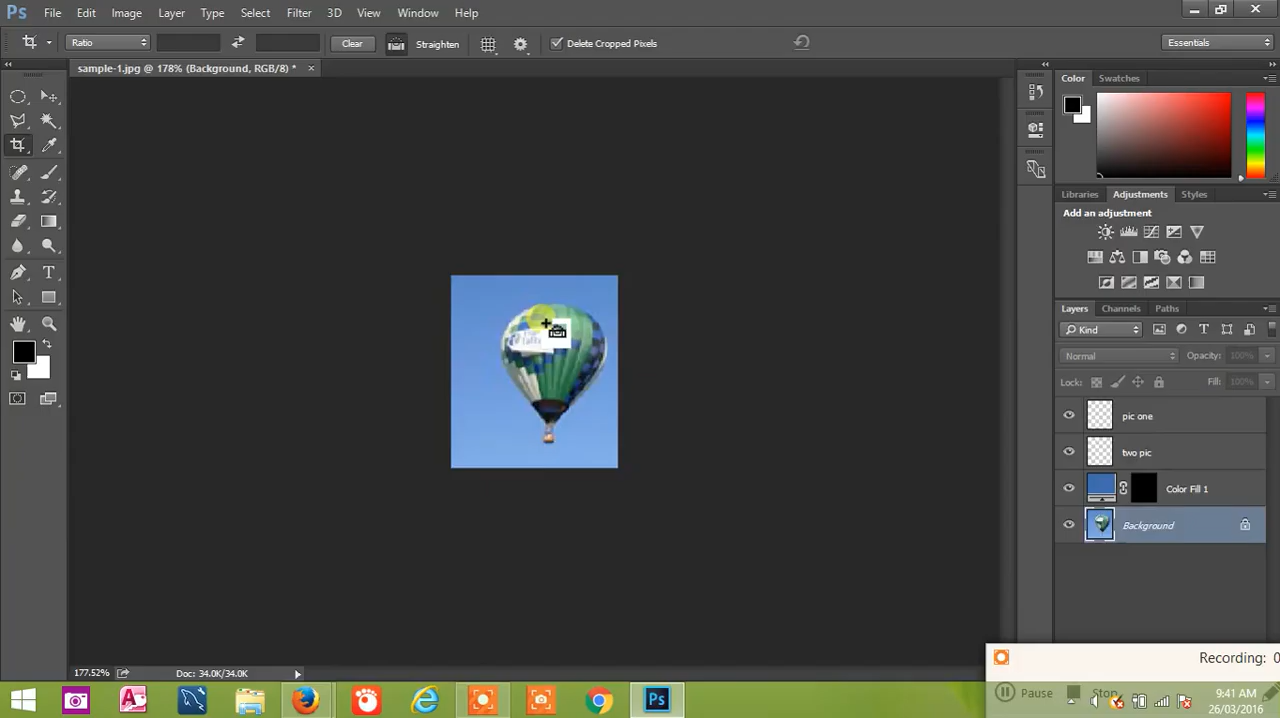 Ps File Edit Image Layer Type Select Filter 3D View Window Help
Ratio Clear Straighten Delete Cropped Pixels Essentials
sample-1.jpg @ 178% (Background, RGB/8) *
Color Swatches
Libraries Adjustments Styles
Add an adjustment
Layers Channels Paths
Kind
Normal Opacity: 100%
Lock: Fill: 100%
pic one
two pic
Color Fill 1
Background
177.52% Doc: 34.0K/34.0K
Recording: 0
Pause Stop
9:41 AM
26/03/2016
Ps